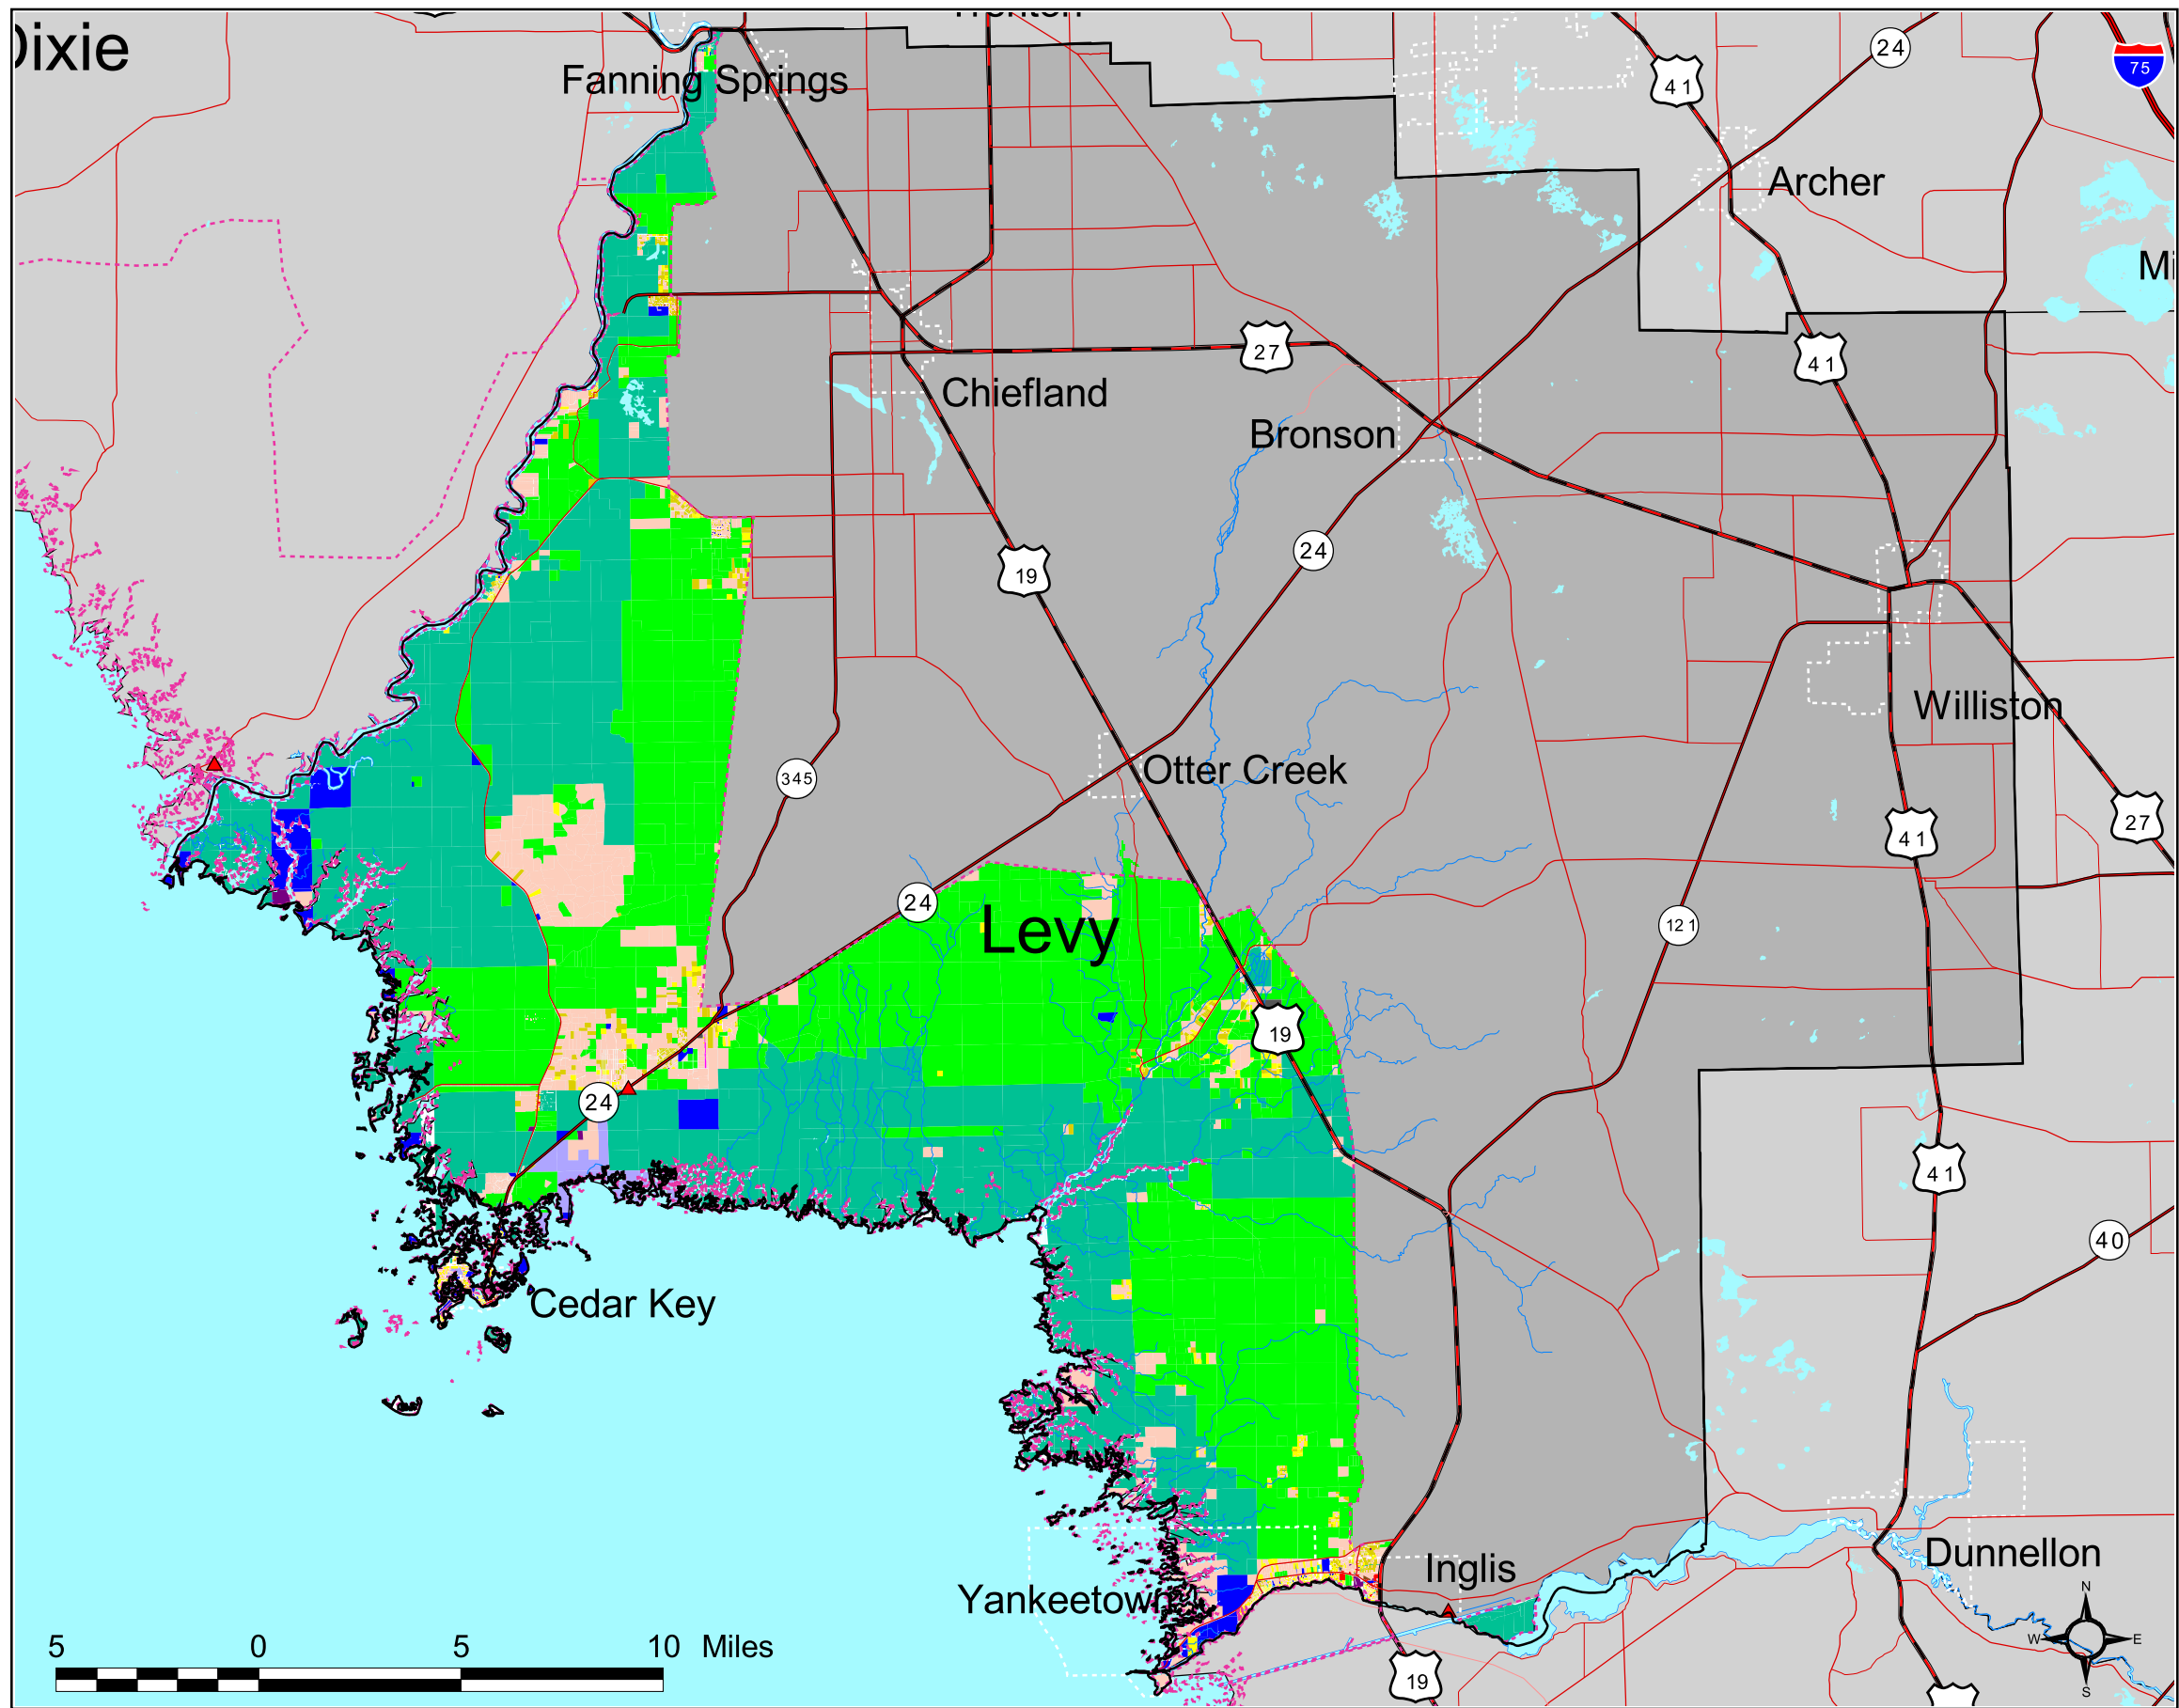 Trenton
Dixie
24
Fanning Springs
41
75
Archer
Mi
27
41
Chiefland
Bronson
24
19
Williston
Otter Creek
345
27
41
24
Levy
121
19
24
41
40
Cedar Key
Dunnellon
Inglis
Yankeetown
N
W
E
S
5 0 5 10 Miles
19